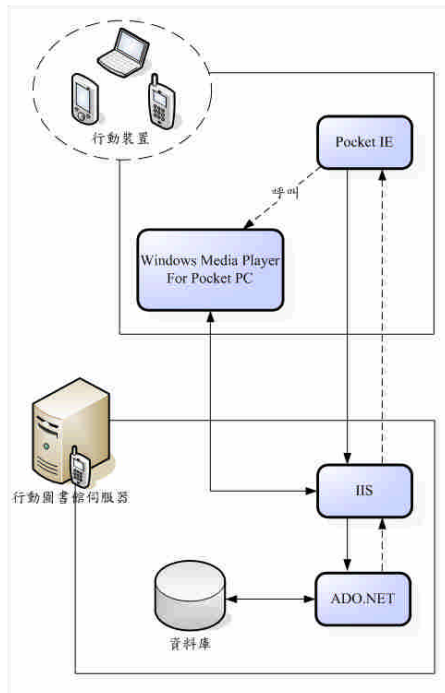 行動裝置
Pocket IE
呼叫
Windows Media Player
For Pocket PC
行動圖書館伺服器
IIS
ADO.NET
資料庫